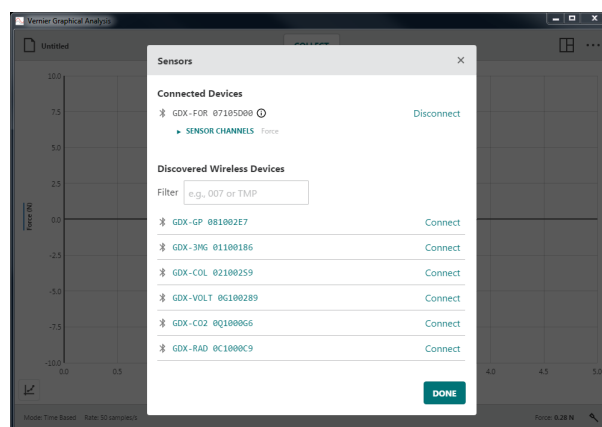 Vernier Graphical Analysis
Untitled
Sensors
Connected Devices
GDX-FOR 07105D00
Disconnect
▸ SENSOR CHANNELS Force
Discovered Wireless Devices
Filter e.g., 007 or TMP
GDX-GP 081002E7 Connect
GDX-3MG 01100186 Connect
GDX-COL 02100259 Connect
GDX-VOLT 0G100289 Connect
GDX-CO2 0Q1000G6 Connect
GDX-RAD 0C1000C9 Connect
DONE
Force (N)
10.0
7.5
5.0
2.5
0.0
-2.5
-5.0
-7.5
-10.0
0.0 0.5 4.0 4.5 5.0
Mode: Time Based Rate: 50 samples/s
Force: 0.28 N